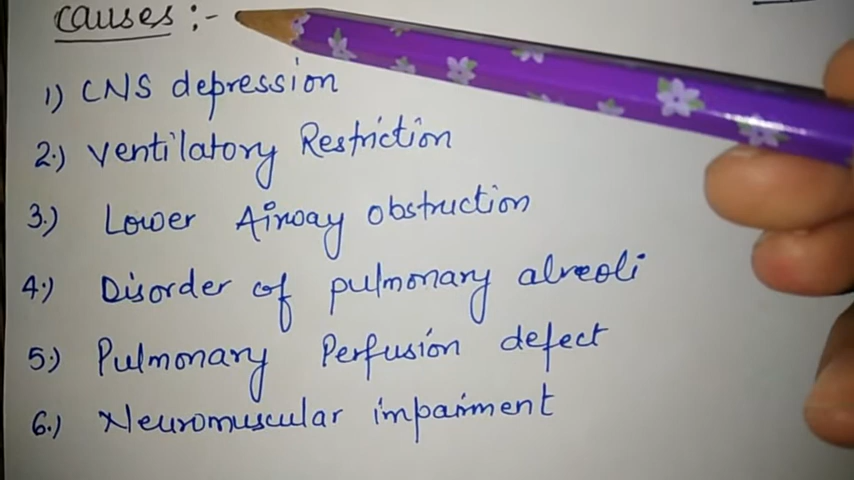 causes :-
1) CNS depression
2.) Ventilatory Restriction
3.) Lower Airway obstruction
4.) Disorder of pulmonary alveoli
5.) Pulmonary Perfusion defect
6.) Neuromuscular impairment